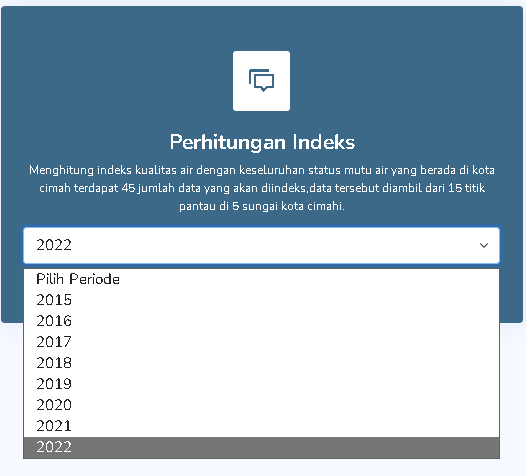 Perhitungan Indeks
Menghitung indeks kualitas air dengan keseluruhan status mutu air yang berada di kota
cimah terdapat 45 jumlah data yang akan diindeks,data tersebut diambil dari 15 titik
pantau di 5 sungai kota cimahi.
2022
Pilih Periode
2015
2016
2017
2018
2019
2020
2021
2022